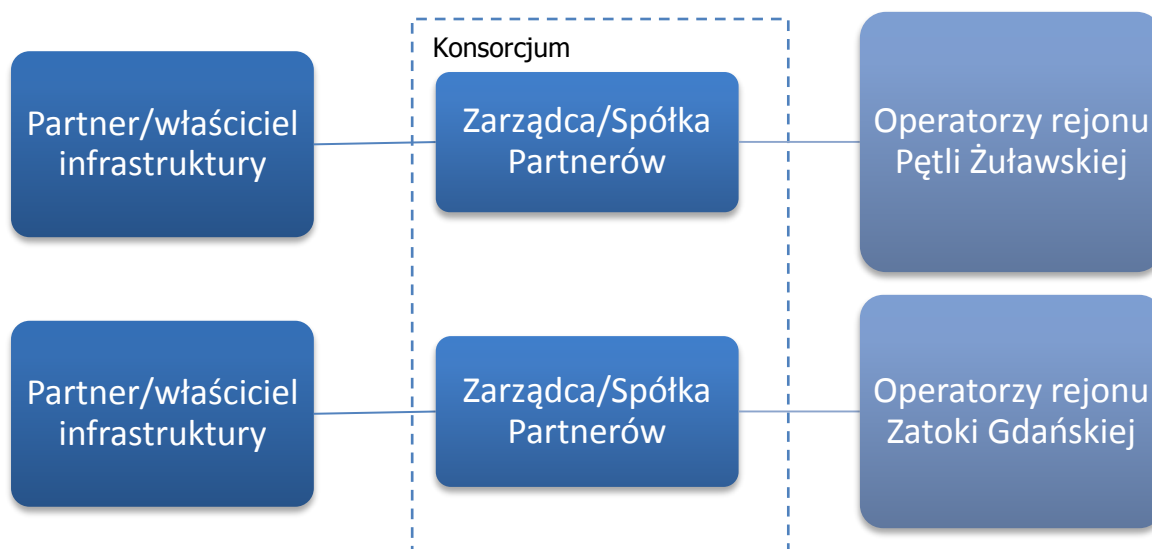 Konsorcjum
Partner/właściciel
infrastruktury
Zarządca/Spółka
Partnerów
Operatorzy rejonu
Pętli Żuławskiej
Partner/właściciel
infrastruktury
Zarządca/Spółka
Partnerów
Operatorzy rejonu
Zatoki Gdańskiej